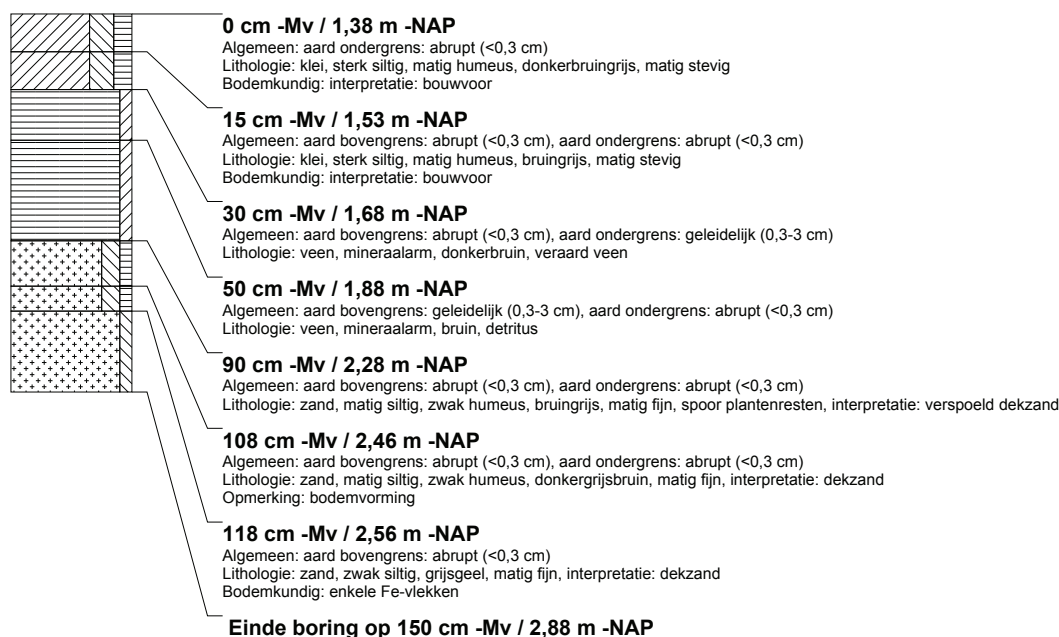 0 cm -Mv / 1,38 m -NAP
Algemeen: aard ondergrens: abrupt (<0,3 cm)
Lithologie: klei, sterk siltig, matig humeus, donkerbruingrijs, matig stevig
Bodemkundig: interpretatie: bouwvoor
15 cm -Mv / 1,53 m -NAP
Algemeen: aard bovengrens: abrupt (<0,3 cm), aard ondergrens: abrupt (<0,3 cm)
Lithologie: klei, sterk siltig, matig humeus, bruingrijs, matig stevig
Bodemkundig: interpretatie: bouwvoor
30 cm -Mv / 1,68 m -NAP
Algemeen: aard bovengrens: abrupt (<0,3 cm), aard ondergrens: geleidelijk (0,3-3 cm)
Lithologie: veen, mineraalarm, donkerbruin, veraard veen
50 cm -Mv / 1,88 m -NAP
Algemeen: aard bovengrens: geleidelijk (0,3-3 cm), aard ondergrens: abrupt (<0,3 cm)
Lithologie: veen, mineraalarm, bruin, detritus
90 cm -Mv / 2,28 m -NAP
Algemeen: aard bovengrens: abrupt (<0,3 cm), aard ondergrens: abrupt (<0,3 cm)
Lithologie: zand, matig siltig, zwak humeus, bruingrijs, matig fijn, spoor plantenresten, interpretatie: verspoeld dekzand
108 cm -Mv / 2,46 m -NAP
Algemeen: aard bovengrens: abrupt (<0,3 cm), aard ondergrens: abrupt (<0,3 cm)
Lithologie: zand, matig siltig, zwak humeus, donkergrijsbruin, matig fijn, interpretatie: dekzand
Opmerking: bodemvorming
118 cm -Mv / 2,56 m -NAP
Algemeen: aard bovengrens: abrupt (<0,3 cm)
Lithologie: zand, zwak siltig, grijsgeel, matig fijn, interpretatie: dekzand
Bodemkundig: enkele Fe-vlekken
Einde boring op 150 cm -Mv / 2,88 m -NAP